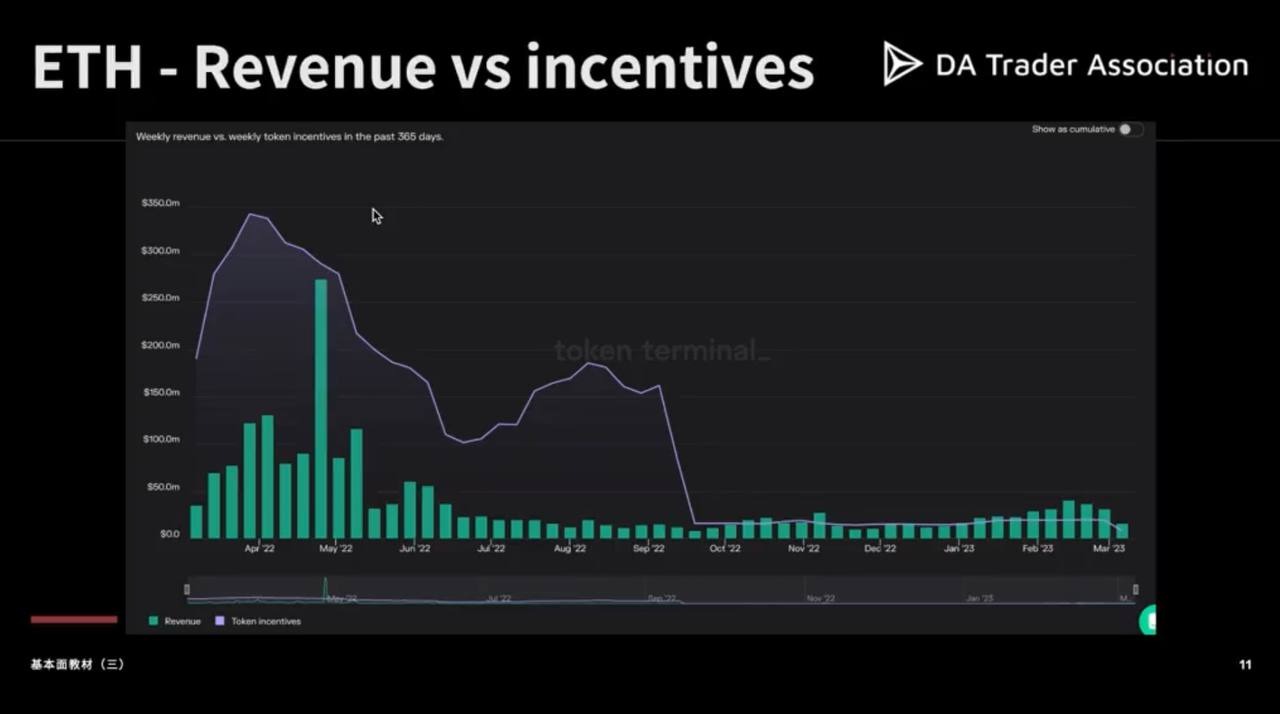 ETH - Revenue vs incentives
DA Trader Association
Weekly revenue vs. weekly token incentives in the past 365 days.
Show as cumulative
$350.0m
$300.0m
$250.0m
$200.0m
$150.0m
$100.0m
$50.0m
$0.0
token terminal_
Apr '22 May '22 Jun '22 Jul '22 Aug '22 Sep '22 Oct '22 Nov '22 Dec '22 Jan '23 Feb '23 Mar '23
May '22 Jul '22 Sep '22 Nov '22 Jan '23 M...
Revenue Token incentives
基本面教材（三）
11